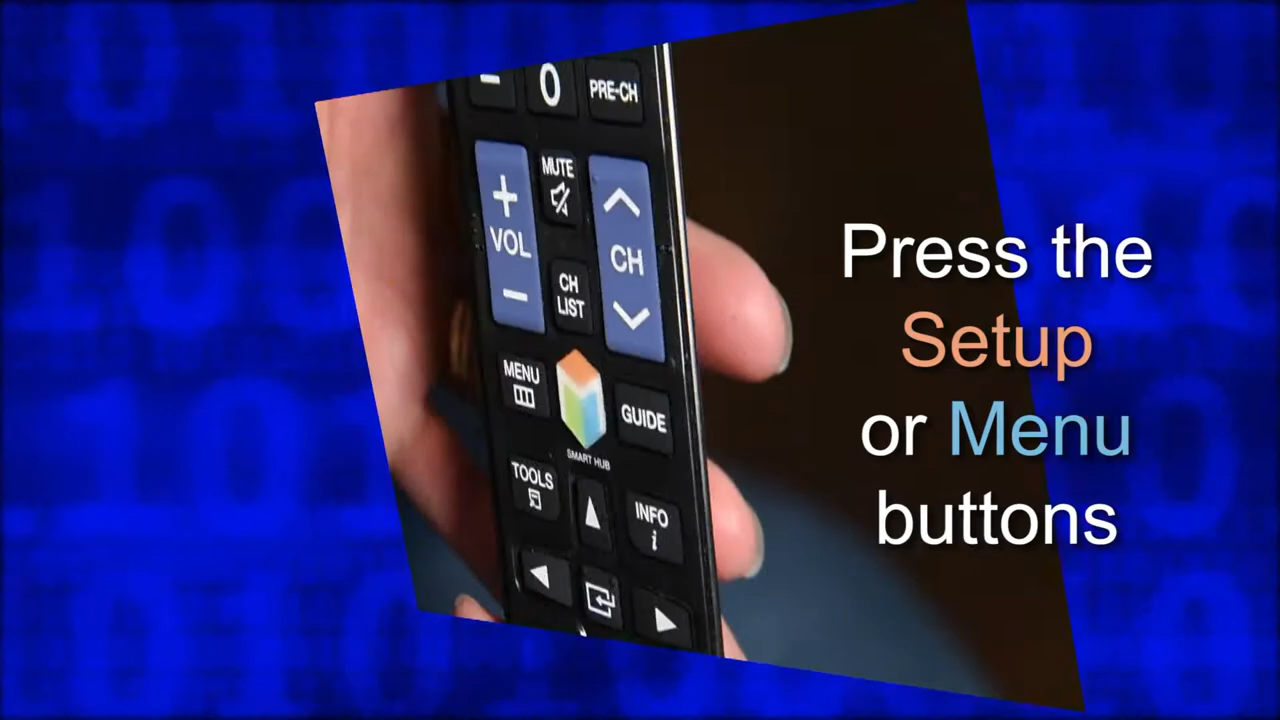 - 0 PRE-CH
MUTE
+
VOL
-
CH
CH
LIST
MENU
GUIDE
SMART HUB
TOOLS
INFO
i
Press the
Setup
or Menu
buttons